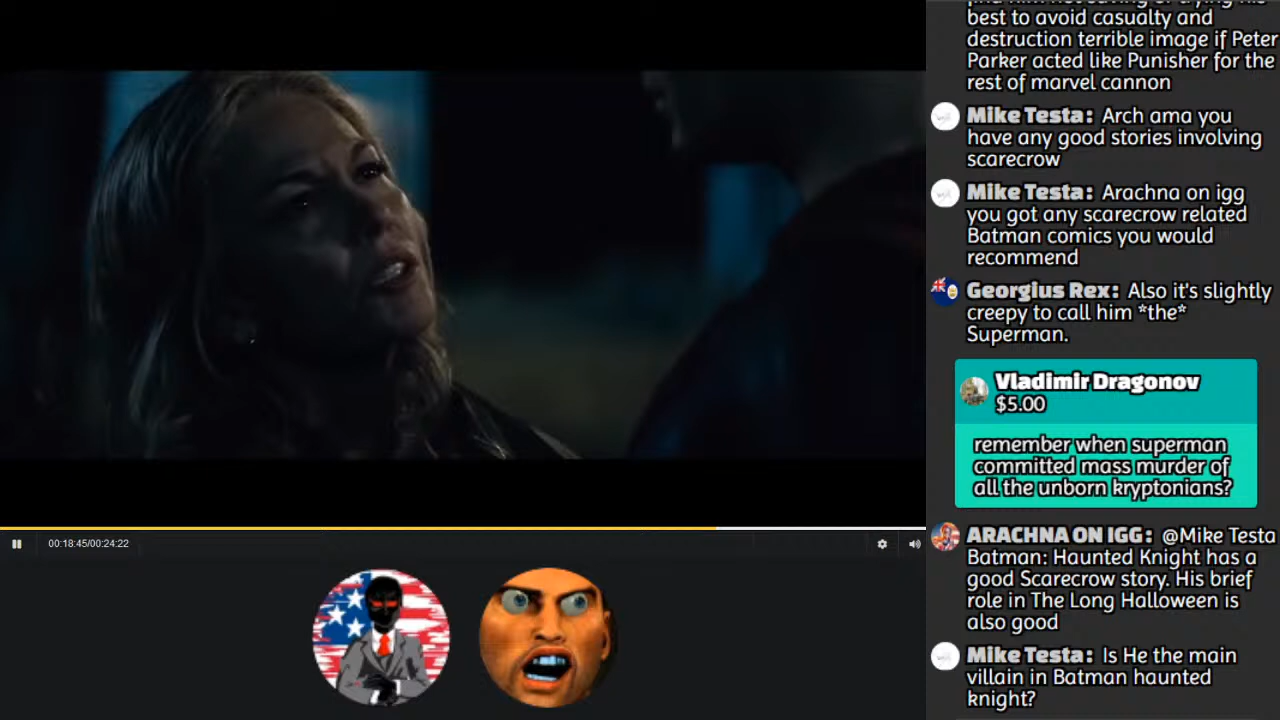 best to avoid casualty and
destruction terrible image if Peter
Parker acted like Punisher for the
rest of marvel cannon
Mike Testa: Arch ama you
have any good stories involving
scarecrow
Mike Testa: Arachna on igg
you got any scarecrow related
Batman comics you would
recommend
Georgius Rex: Also it's slightly
creepy to call him *the*
Superman.
Vladimir Dragonov
$5.00
remember when superman
committed mass murder of
all the unborn kryptonians?
ARACHNA ON IGG: @Mike Testa
Batman: Haunted Knight has a
good Scarecrow story. His brief
role in The Long Halloween is
also good
Mike Testa: Is He the main
villain in Batman haunted
knight?
00:18:45/00:24:22